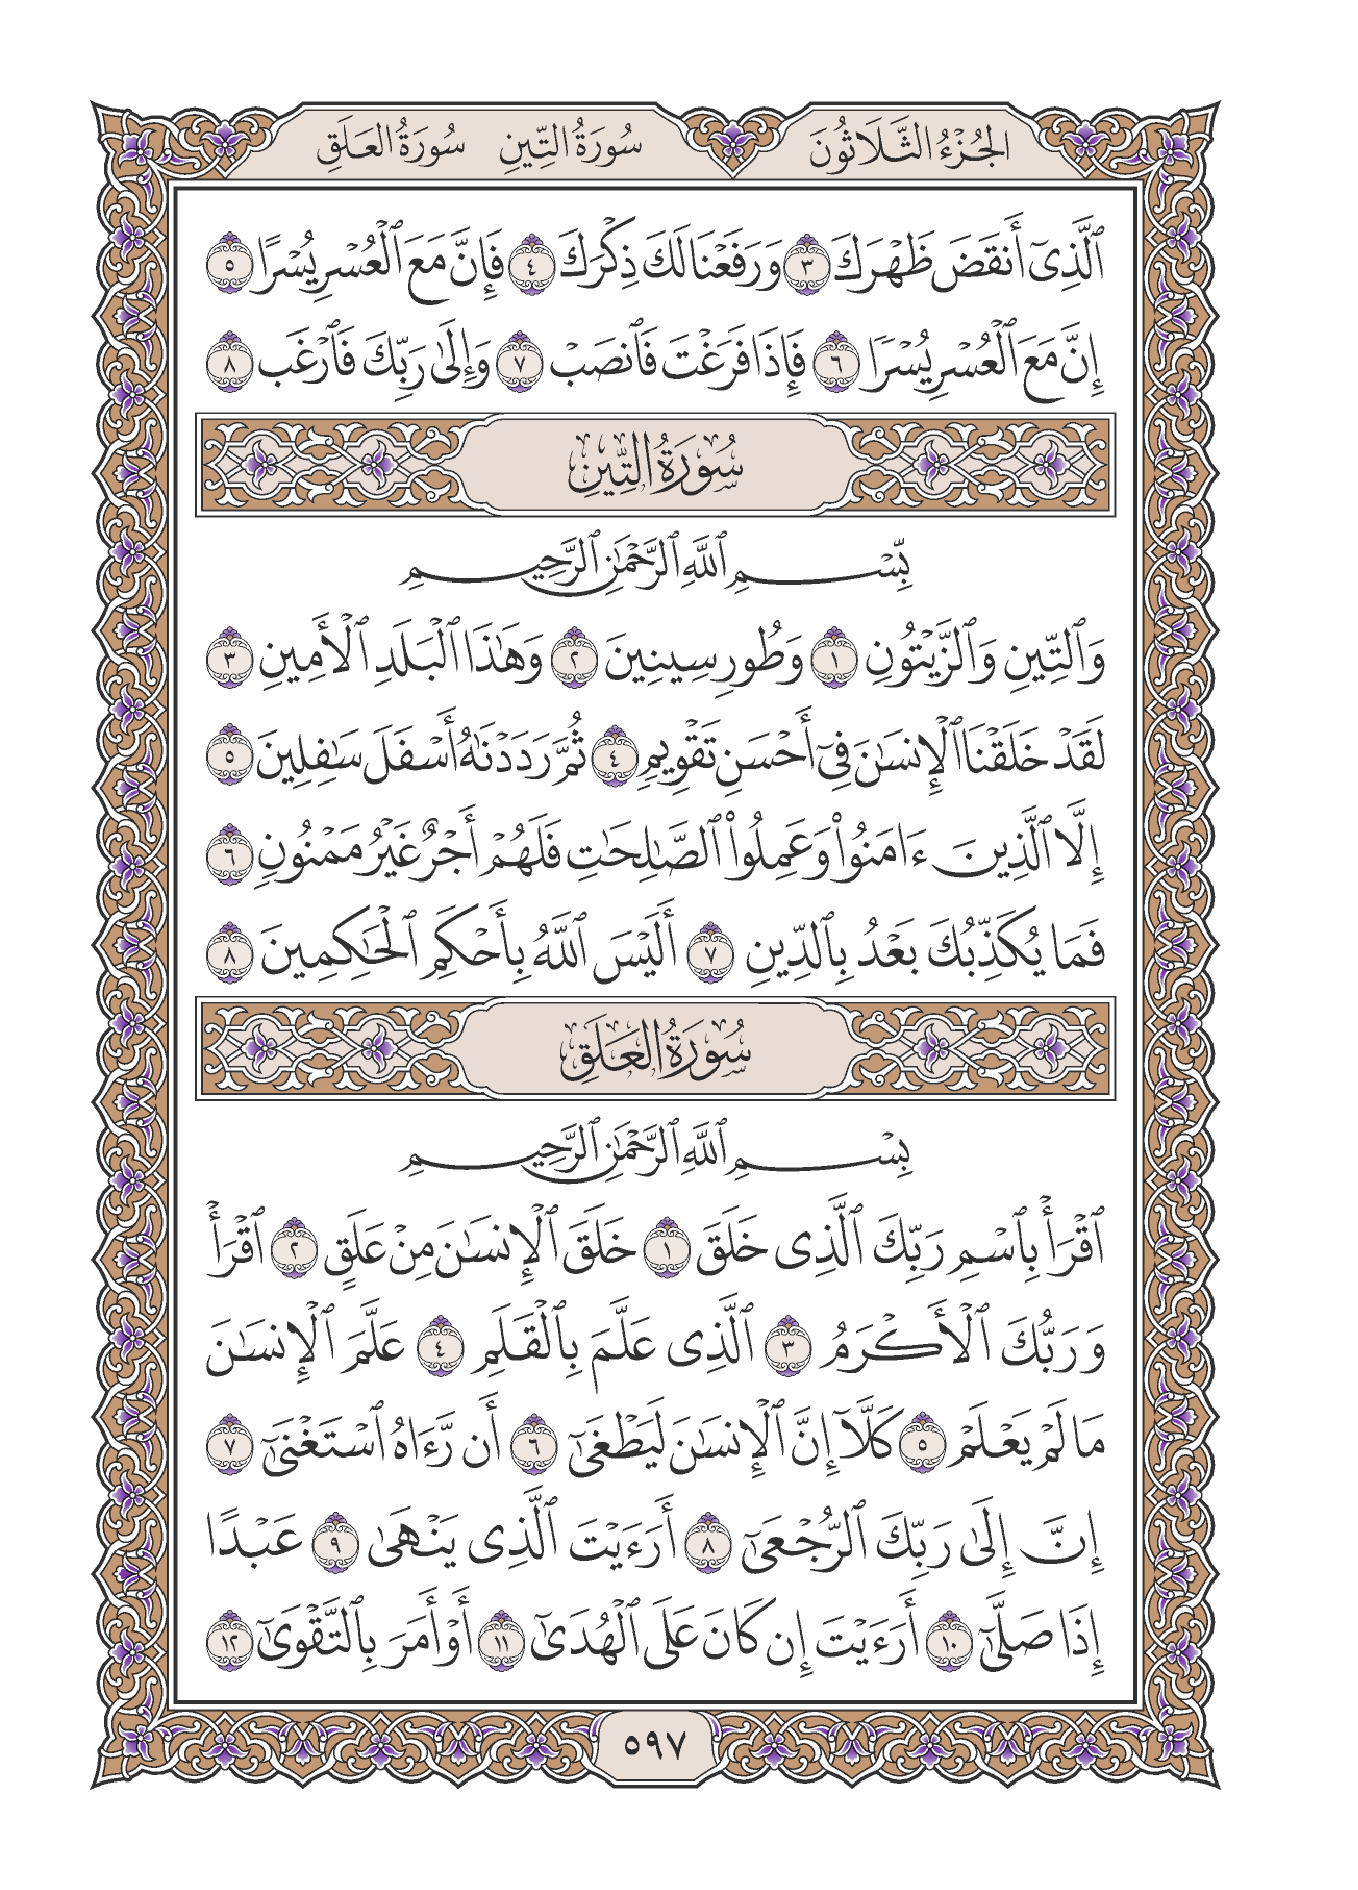 الجُزْءُ الثَّلَاثُونَ سُورَةُ التِّينِ سُورَةُ العَلَقِ
ٱلَّذِىٓ أَنقَضَ ظَهْرَكَ ٣ وَرَفَعْنَا لَكَ ذِكْرَكَ ٤ فَإِنَّ مَعَ ٱلْعُسْرِ يُسْرًا ٥
إِنَّ مَعَ ٱلْعُسْرِ يُسْرًا ٦ فَإِذَا فَرَغْتَ فَٱنصَبْ ٧ وَإِلَىٰ رَبِّكَ فَٱرْغَب ٨
سُورَةُ التِّينِ
بِّسْمِ ٱللَّهِ ٱلرَّحْمَٰنِ ٱلرَّحِيمِ
وَٱلتِّينِ وَٱلزَّيْتُونِ ١ وَطُورِ سِينِينَ ٢ وَهَٰذَا ٱلْبَلَدِ ٱلْأَمِينِ ٣
لَقَدْ خَلَقْنَا ٱلْإِنسَٰنَ فِىٓ أَحْسَنِ تَقْوِيمٍ ٤ ثُمَّ رَدَدْنَٰهُ أَسْفَلَ سَٰفِلِينَ ٥
إِلَّا ٱلَّذِينَ ءَامَنُوا۟ وَعَمِلُوا۟ ٱلصَّٰلِحَٰتِ فَلَهُمْ أَجْرٌ غَيْرُ مَمْنُونٍ ٦
فَمَا يُكَذِّبُكَ بَعْدُ بِٱلدِّينِ ٧ أَلَيْسَ ٱللَّهُ بِأَحْكَمِ ٱلْحَٰكِمِينَ ٨
سُورَةُ العَلَقِ
بِسْمِ ٱللَّهِ ٱلرَّحْمَٰنِ ٱلرَّحِيمِ
ٱقْرَأْ بِٱسْمِ رَبِّكَ ٱلَّذِى خَلَقَ ١ خَلَقَ ٱلْإِنسَٰنَ مِنْ عَلَقٍ ٢ ٱقْرَأْ
وَرَبُّكَ ٱلْأَكْرَمُ ٣ ٱلَّذِى عَلَّمَ بِٱلْقَلَمِ ٤ عَلَّمَ ٱلْإِنسَٰنَ
مَا لَمْ يَعْلَمْ ٥ كَلَّآ إِنَّ ٱلْإِنسَٰنَ لَيَطْغَىٰٓ ٦ أَن رَّءَاهُ ٱسْتَغْنَىٰٓ ٧
إِنَّ إِلَىٰ رَبِّكَ ٱلرُّجْعَىٰٓ ٨ أَرَءَيْتَ ٱلَّذِى يَنْهَىٰ ٩ عَبْدًا
إِذَا صَلَّىٰٓ ١٠ أَرَءَيْتَ إِن كَانَ عَلَى ٱلْهُدَىٰٓ ١١ أَوْ أَمَرَ بِٱلتَّقْوَىٰٓ ١٢
٥٩٧